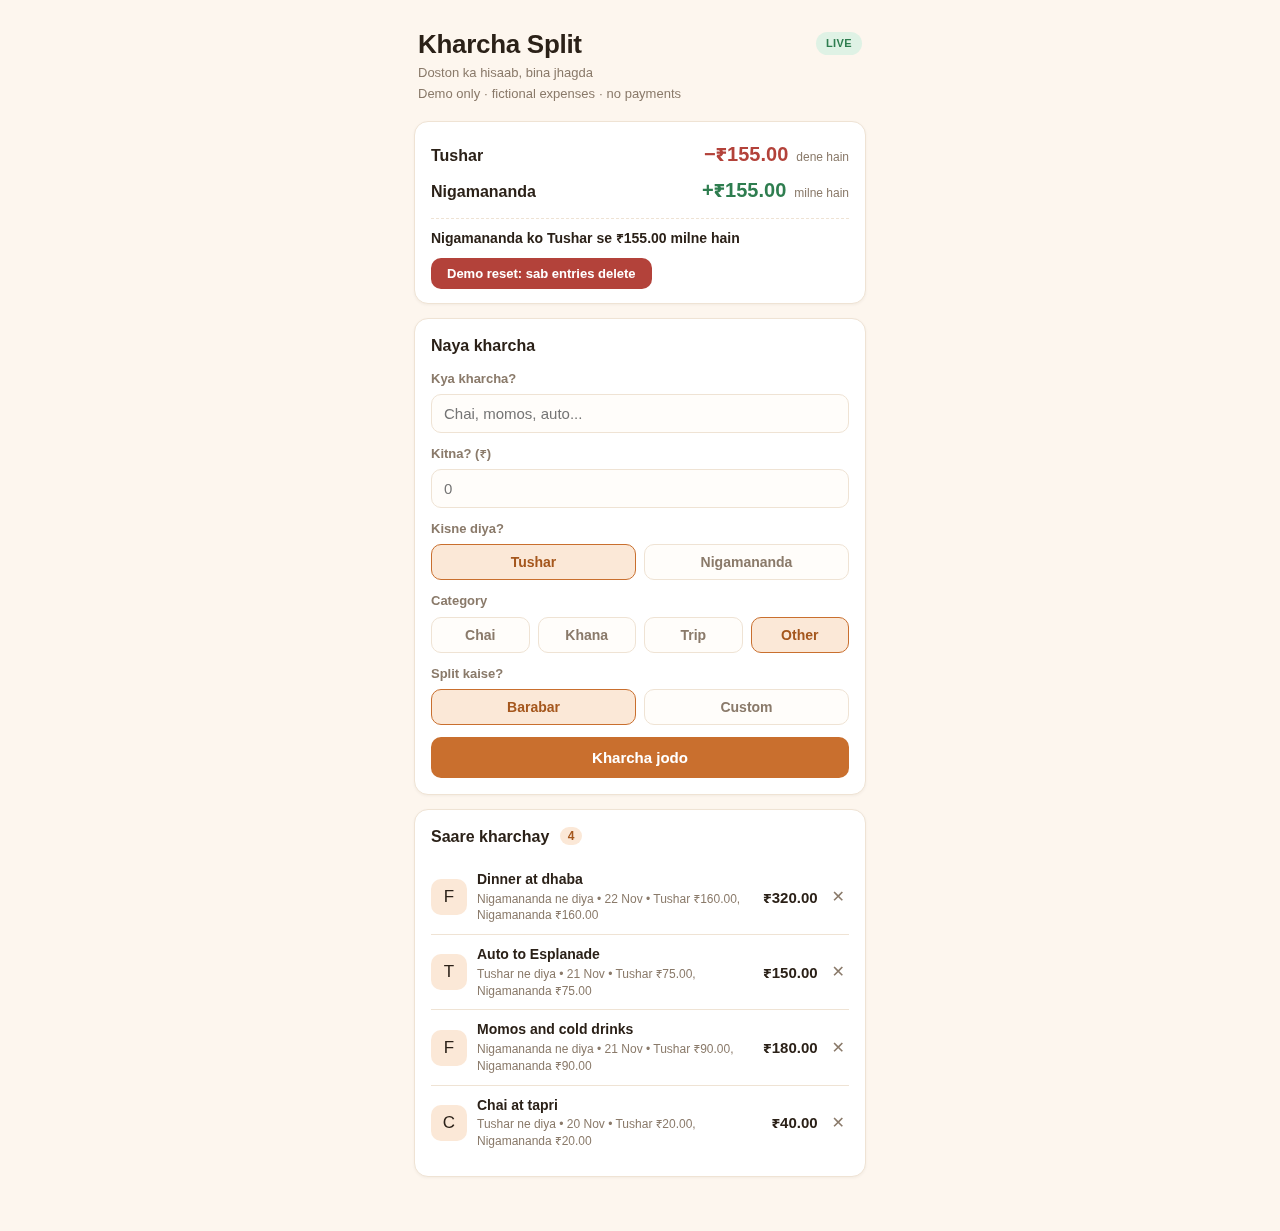 Kharcha Split
LIVE
Doston ka hisaab, bina jhagda
Demo only · fictional expenses · no payments
Tushar −₹155.00 dene hain
Nigamananda +₹155.00 milne hain
Nigamananda ko Tushar se ₹155.00 milne hain
Demo reset: sab entries delete
Naya kharcha
Kya kharcha?
Chai, momos, auto...
Kitna? (₹)
0
Kisne diya?
Tushar Nigamananda
Category
Chai Khana Trip Other
Split kaise?
Barabar Custom
Kharcha jodo
Saare kharchay 4
F
Dinner at dhaba
Nigamananda ne diya • 22 Nov • Tushar ₹160.00,
Nigamananda ₹160.00
₹320.00 ✕
T
Auto to Esplanade
Tushar ne diya • 21 Nov • Tushar ₹75.00,
Nigamananda ₹75.00
₹150.00 ✕
F
Momos and cold drinks
Nigamananda ne diya • 21 Nov • Tushar ₹90.00,
Nigamananda ₹90.00
₹180.00 ✕
C
Chai at tapri
Tushar ne diya • 20 Nov • Tushar ₹20.00,
Nigamananda ₹20.00
₹40.00 ✕